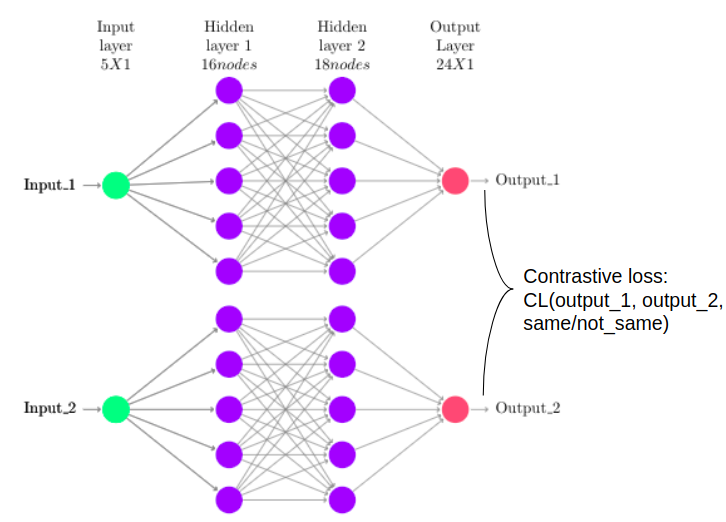 Input
layer
5X1
Hidden
layer 1
16nodes
Hidden
layer 2
18nodes
Output
Layer
24X1
Input_1
Output_1
Contrastive loss:
CL(output_1, output_2,
same/not_same)
Input_2
Output_2